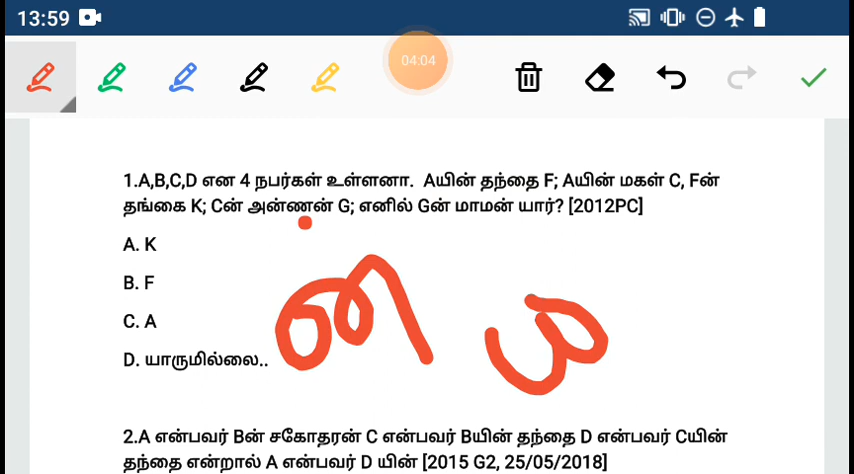 13:59
04:04
1.A,B,C,D என 4 நபர்கள் உள்ளனா. Aயின் தந்தை F; Aயின் மகள் C, Fன்
தங்கை K; Cன் அன்ணன் G; எனில் Gன் மாமன் யார்? [2012PC]
A. K
B. F
C. A
D. யாருமில்லை..
2.A என்பவர் Bன் சகோதரன் C என்பவர் Bயின் தந்தை D என்பவர் Cயின்
தந்தை என்றால் A என்பவர் D யின் [2015 G2, 25/05/2018]